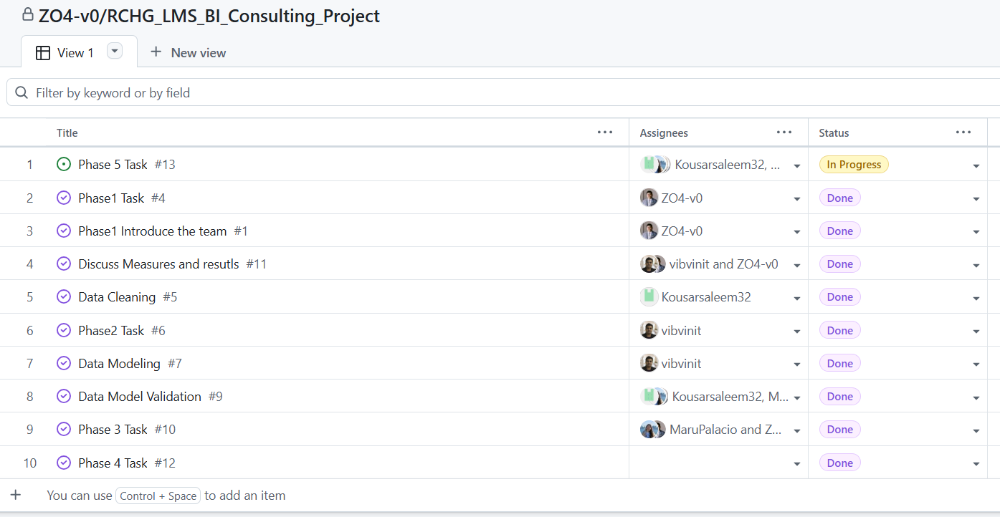 ZO4-v0/RCHG_LMS_BI_Consulting_Project
View 1 New view
Filter by keyword or by field
Title ... Assignees ... Status ...
1 Phase 5 Task #13 Kousarsaleem32, ... In Progress
2 Phase1 Task #4 ZO4-v0 Done
3 Phase1 Introduce the team #1 ZO4-v0 Done
4 Discuss Measures and resutls #11 vibvinit and ZO4-v0 Done
5 Data Cleaning #5 Kousarsaleem32 Done
6 Phase2 Task #6 vibvinit Done
7 Data Modeling #7 vibvinit Done
8 Data Model Validation #9 Kousarsaleem32, M... Done
9 Phase 3 Task #10 MaruPalacio and Z... Done
10 Phase 4 Task #12 Done
+ You can use Control + Space to add an item